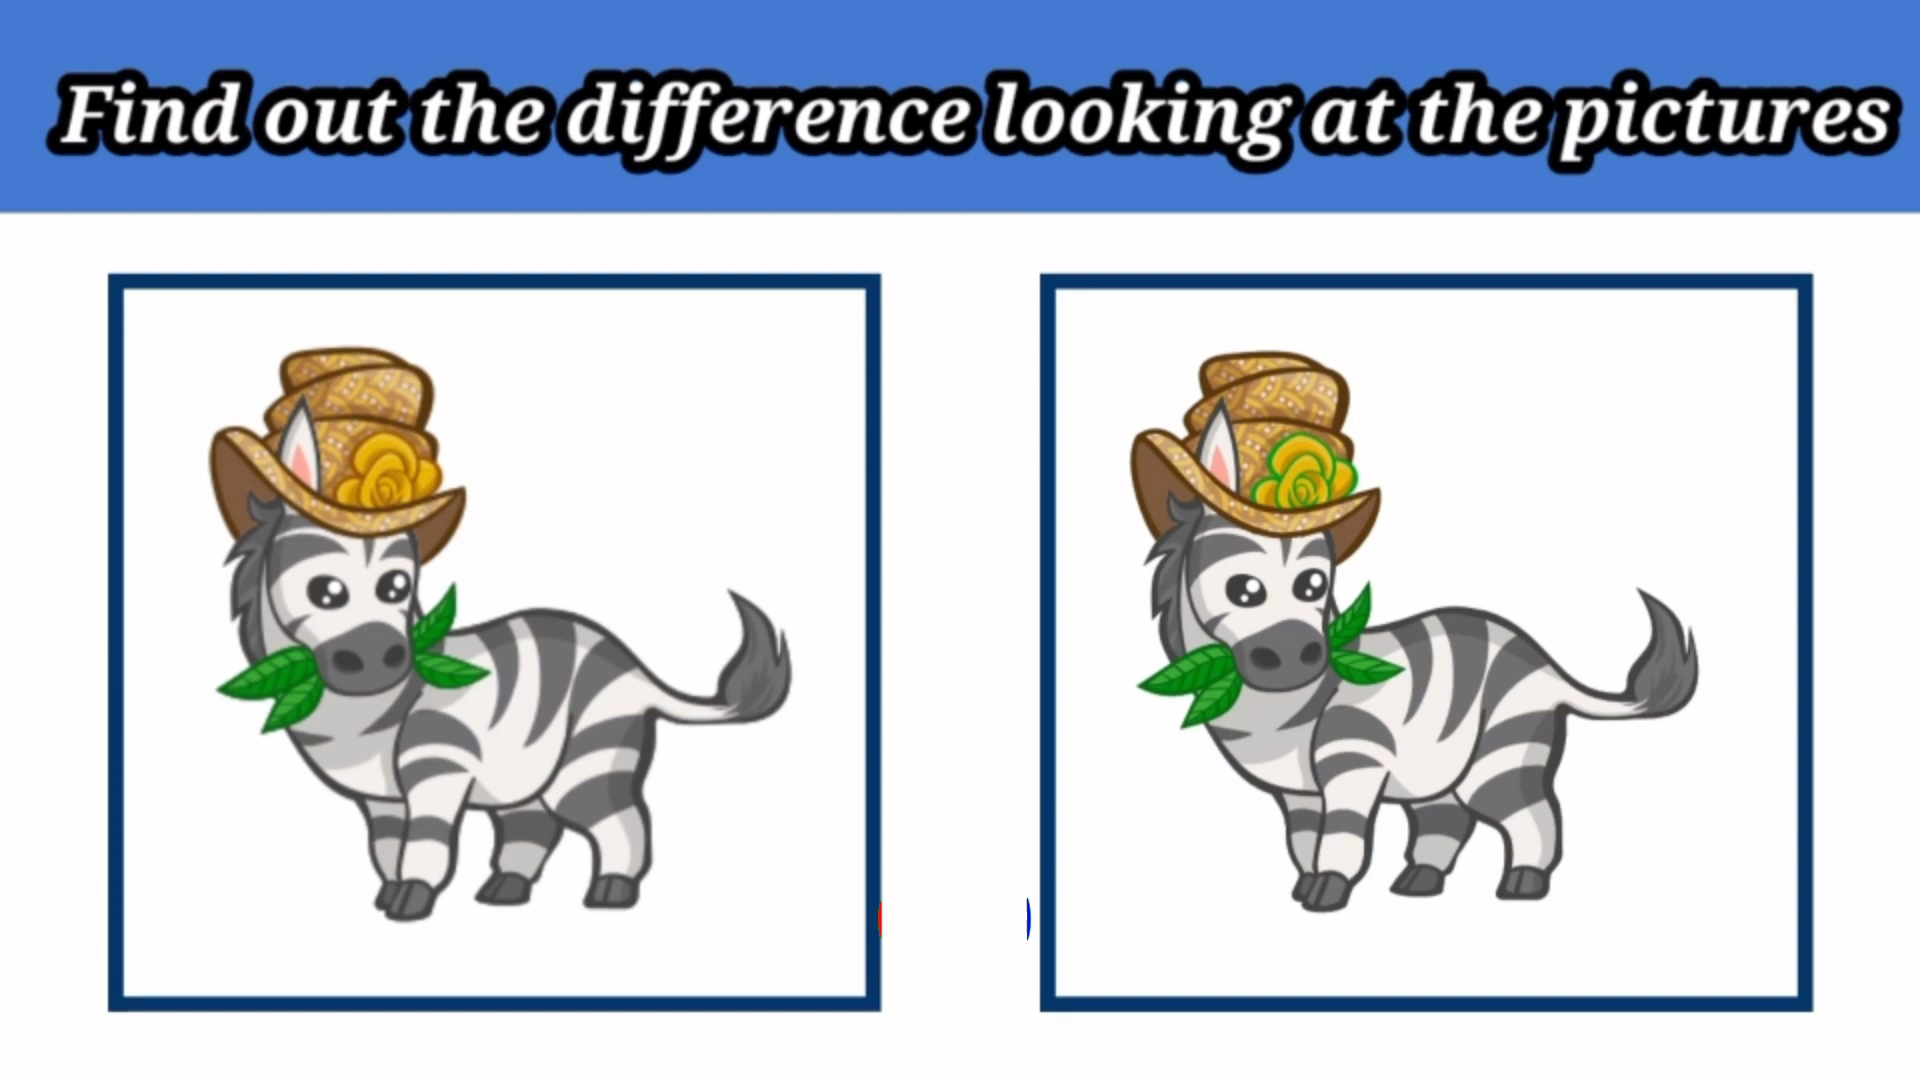 Find out the difference looking at the pictures